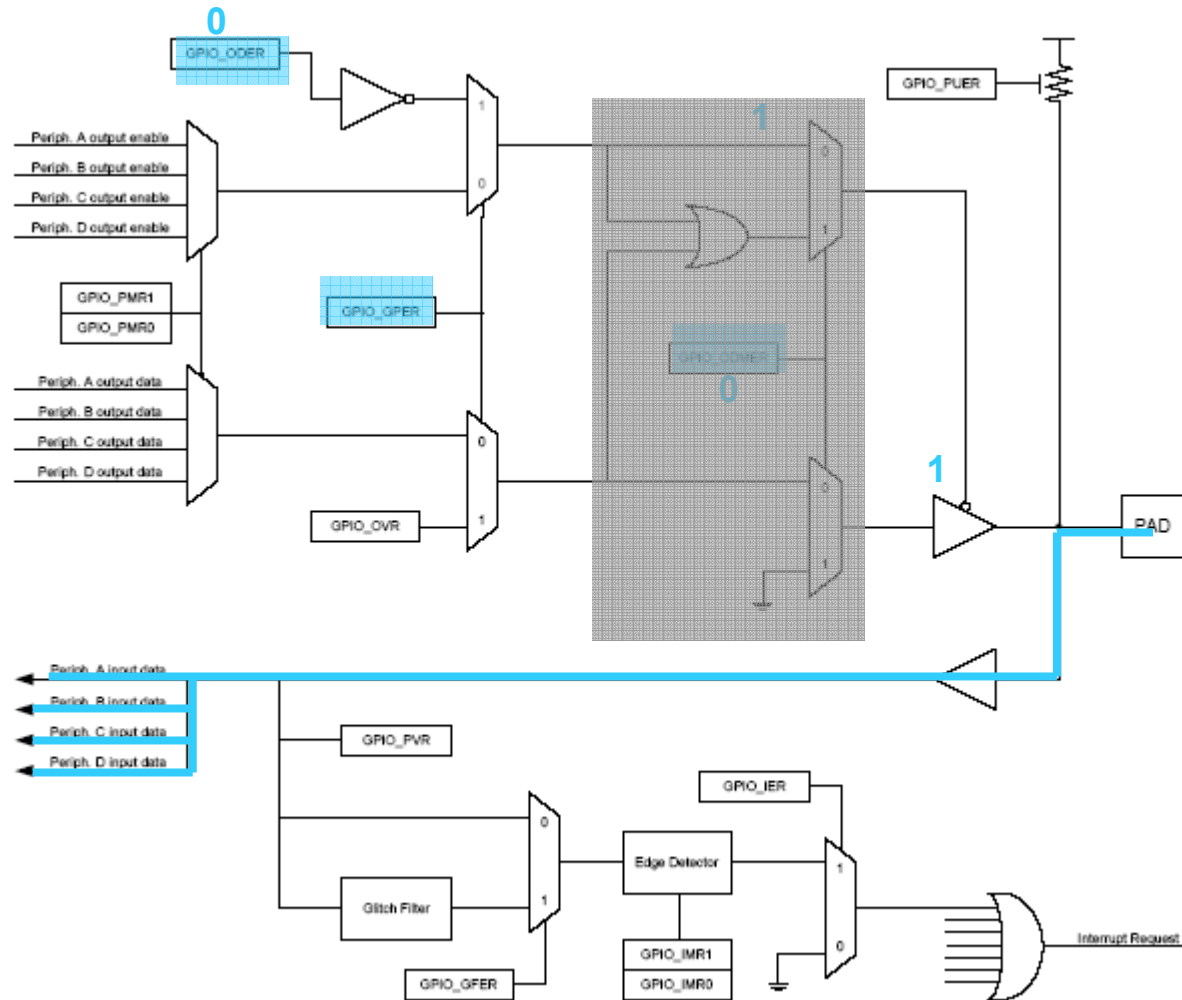 0
GPIO_ODER
GPIO_PUER
1
1
0
Periph. A output enable
Periph. B output enable
Periph. C output enable
Periph. D output enable
0
1
GPIO_PMR1
GPIO_PMR0
GPIO_GPER
GPIO_ODMER
0
Periph. A output data
Periph. B output data
Periph. C output data
Periph. D output data
0
1
GPIO_OVR
0
1
1
PAD
Periph. A input data
Periph. B input data
Periph. C input data
Periph. D input data
GPIO_PVR
GPIO_IER
0
1
Edge Detector
1
0
Glitch Filter
GPIO_GFER
GPIO_IMR1
GPIO_IMR0
Interrupt Request